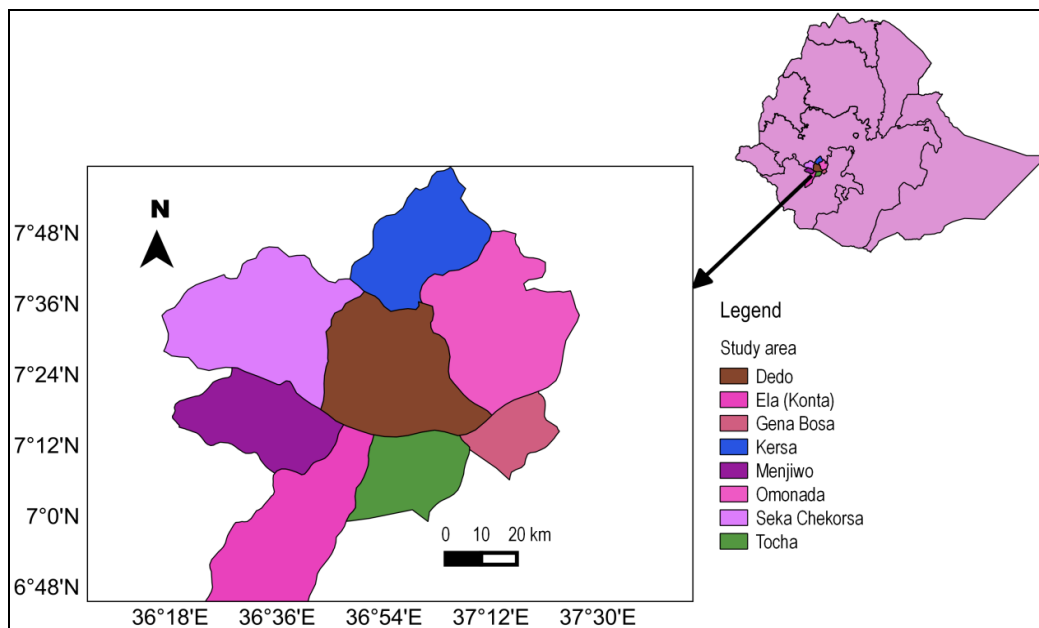 N
7°48'N
7°36'N
7°24'N
7°12'N
7°0'N
6°48'N
36°18'E 36°36'E 36°54'E 37°12'E 37°30'E
0 10 20 km
Legend
Study area
Dedo
Ela (Konta)
Gena Bosa
Kersa
Menjiwo
Omonada
Seka Chekorsa
Tocha